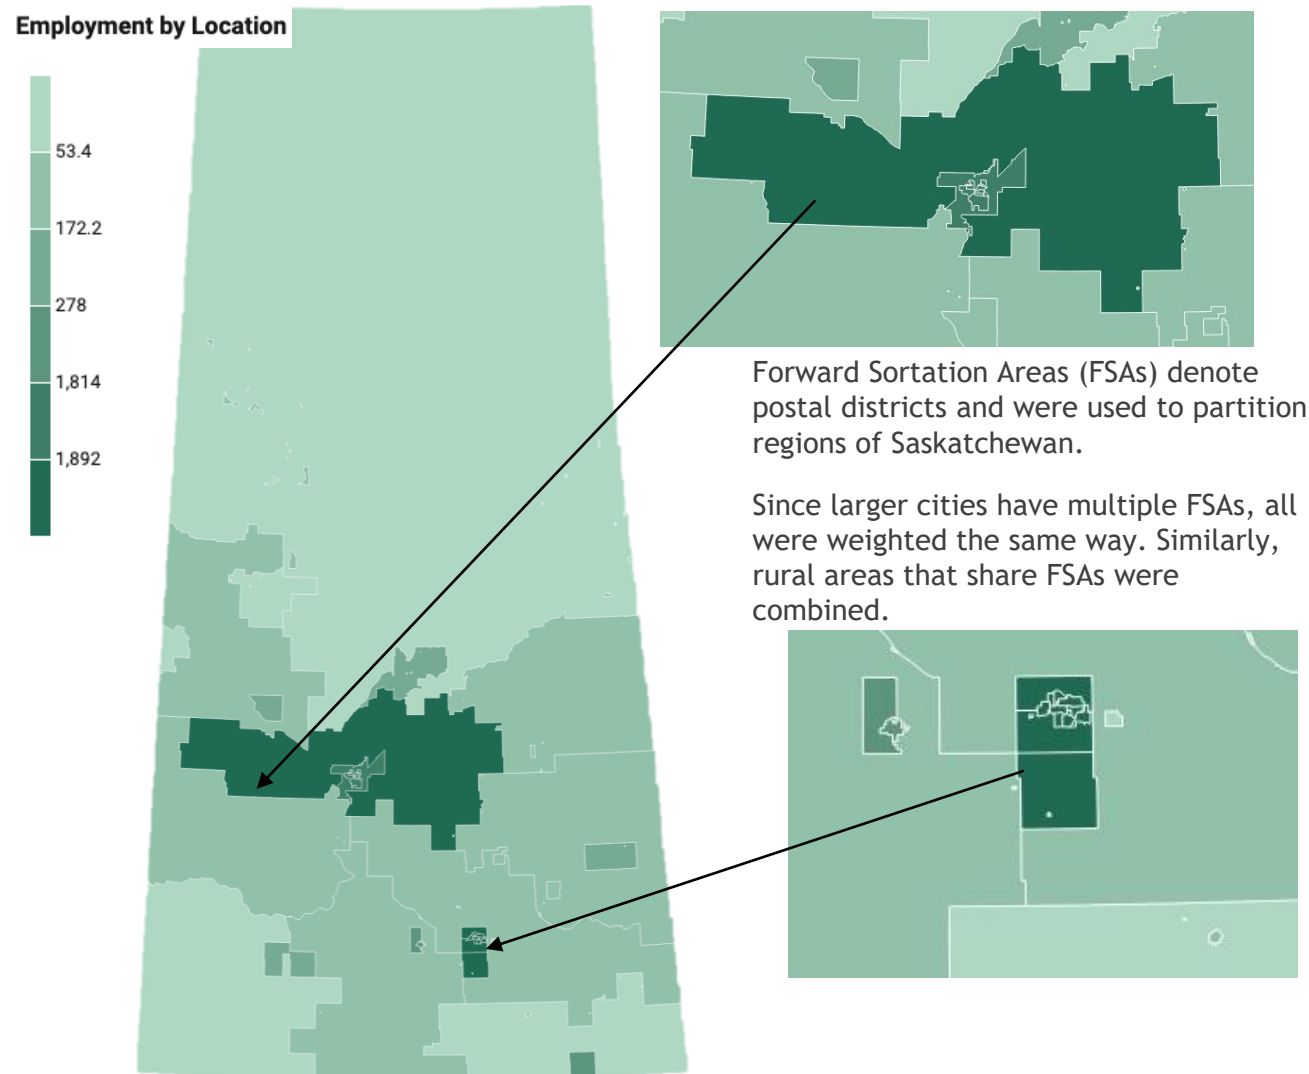 Employment by Location
53.4
172.2
278
1,814
1,892
Forward Sortation Areas (FSAs) denote
postal districts and were used to partition
regions of Saskatchewan.
Since larger cities have multiple FSAs, all
were weighted the same way. Similarly,
rural areas that share FSAs were
combined.